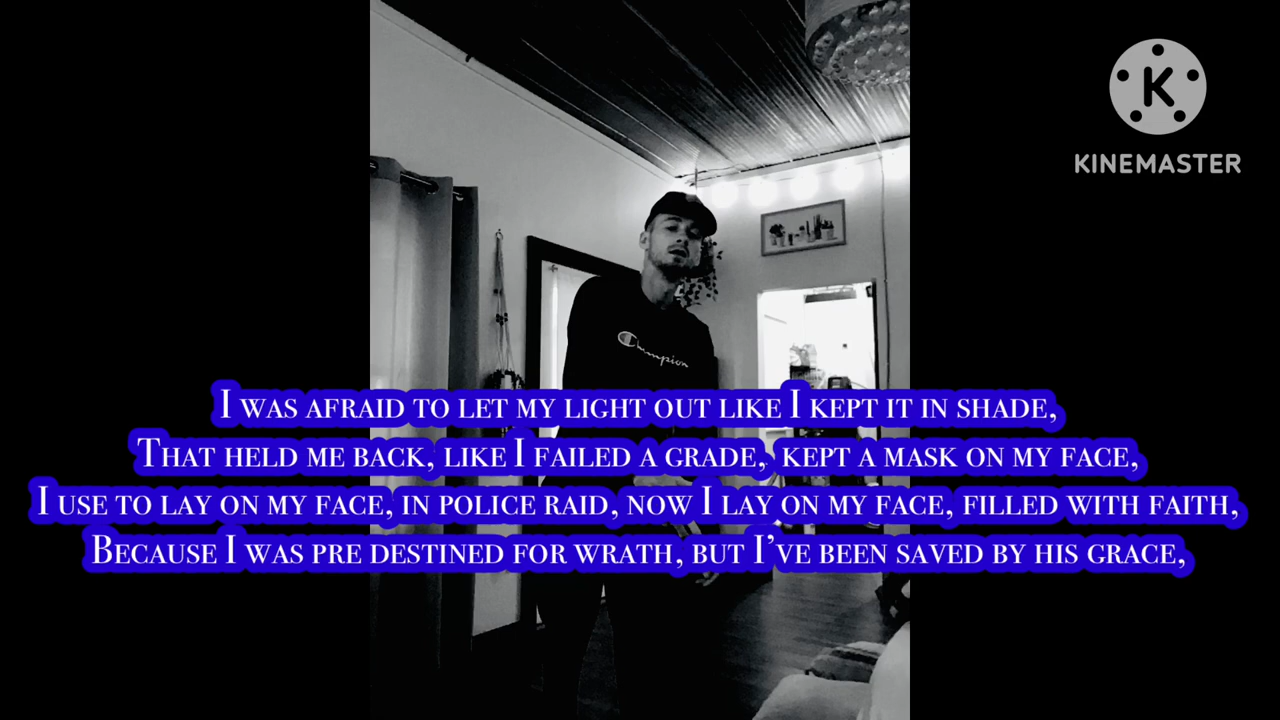 K
KINEMASTER
Champion
I WAS AFRAID TO LET MY LIGHT OUT LIKE I KEPT IT IN SHADE,
THAT HELD ME BACK, LIKE I FAILED A GRADE, KEPT A MASK ON MY FACE,
I USE TO LAY ON MY FACE, IN POLICE RAID, NOW I LAY ON MY FACE, FILLED WITH FAITH,
BECAUSE I WAS PRE DESTINED FOR WRATH, BUT I'VE BEEN SAVED BY HIS GRACE,